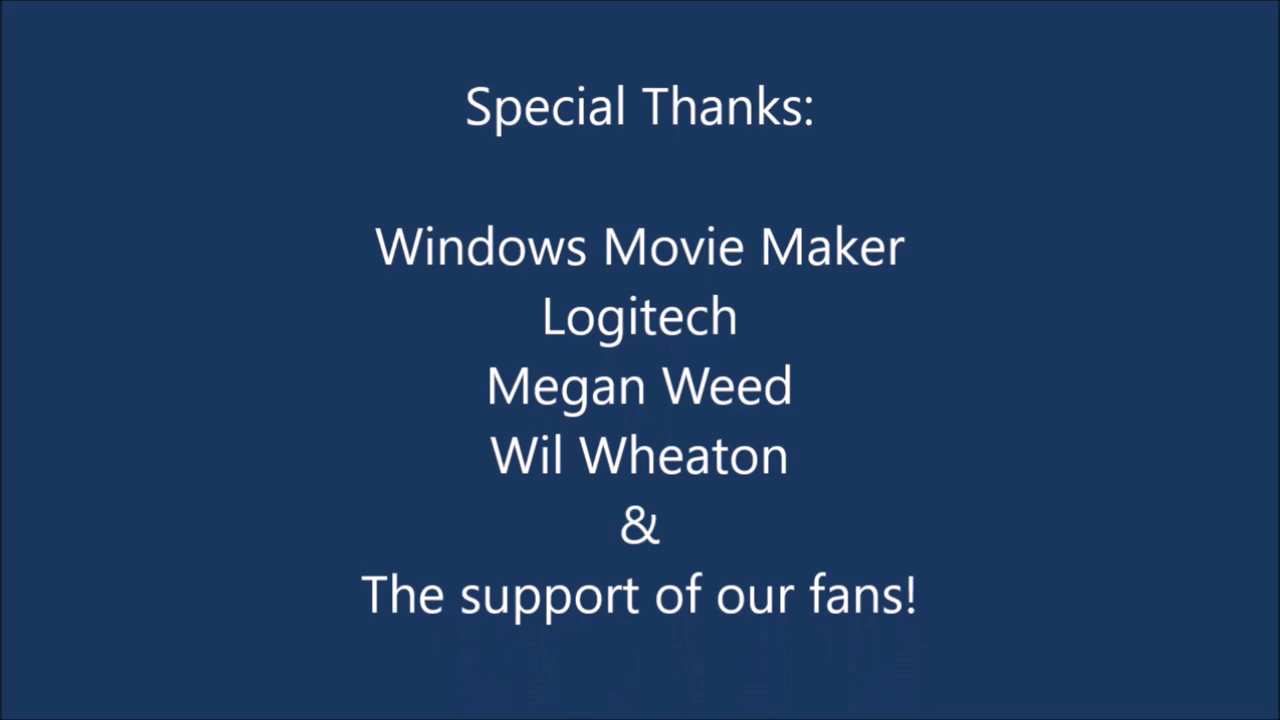 Special Thanks:
Windows Movie Maker
Logitech
Megan Weed
Wil Wheaton
&
The support of our fans!